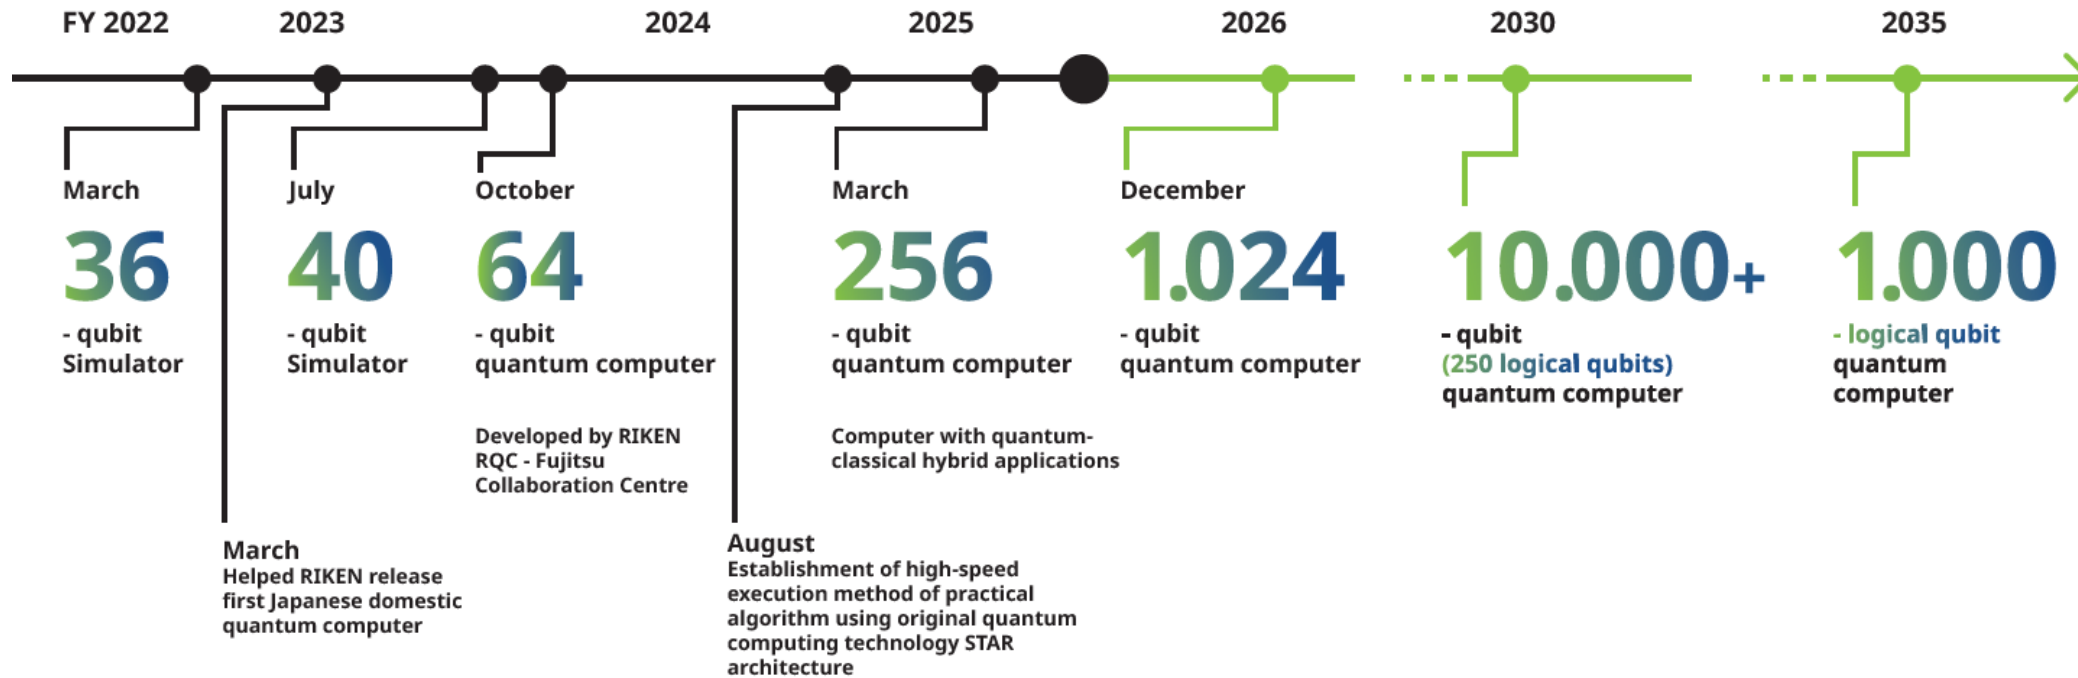 FY 2022
2023
2024
2025
2026
2030
2035
March
36
- qubit
Simulator
March
Helped RIKEN release
first Japanese domestic
quantum computer
July
40
- qubit
Simulator
October
64
- qubit
quantum computer
Developed by RIKEN
RQC - Fujitsu
Collaboration Centre
August
Establishment of high-speed
execution method of practical
algorithm using original quantum
computing technology STAR
architecture
March
256
- qubit
quantum computer
Computer with quantum-
classical hybrid applications
December
1.024
- qubit
quantum computer
10.000+
- qubit
(250 logical qubits)
quantum computer
1.000
- logical qubit
quantum
computer